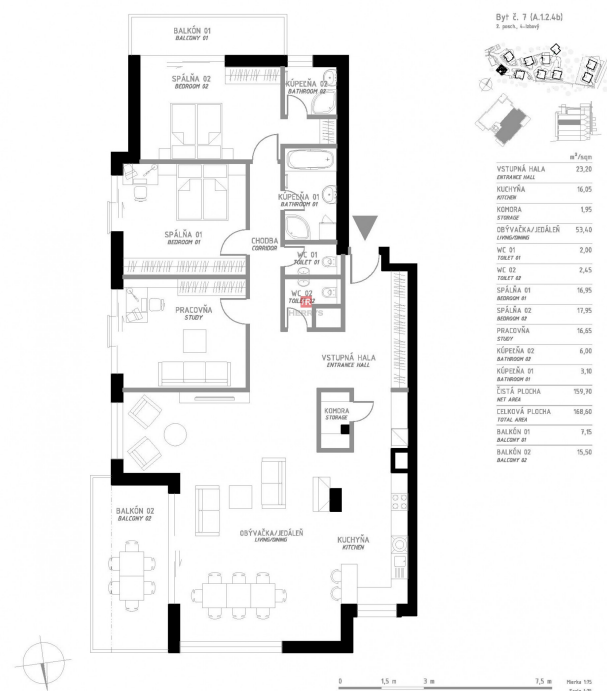 Byt č. 7 (A.1.2.4b)
BALKÓN 01
BALCONY 01
SPÁLŇA 02
BEDROOM 02
KÚPEĽŇA 02
BATHROOM 02
SPÁLŇA 01
BEDROOM 01
KÚPEĽŇA 01
BATHROOM 01
CHODBA
CORRIDOR
WC 01
TOILET 01
WC 02
TOILET 02
PRACOVŇA
STUDY
VSTUPNÁ HALA
ENTRANCE HALL
KOMORA
STORAGE
BALKÓN 02
BALCONY 02
OBÝVAČKA/JEDÁLEŇ
LIVING/DINING
KUCHYŇA
KITCHEN
m²/sqm
VSTUPNÁ HALA 23,20
ENTRANCE HALL
KUCHYŇA 16,05
KITCHEN
KOMORA 1,95
STORAGE
OBÝVAČKA/JEDÁLEŇ 53,40
LIVING/DINING
WC 01 2,00
TOILET 01
WC 02 2,45
TOILET 02
SPÁLŇA 01 16,95
BEDROOM 01
SPÁLŇA 02 17,95
BEDROOM 02
PRACOVŇA 16,65
STUDY
KÚPEĽŇA 02 6,00
BATHROOM 02
KÚPEĽŇA 01 3,10
BATHROOM 01
ČISTÁ PLOCHA 159,70
NET AREA
CELKOVÁ PLOCHA 168,60
TOTAL AREA
BALKÓN 01 7,15
BALCONY 01
BALKÓN 02 15,50
BALCONY 02
0 1,5 m 3 m 7,5 m